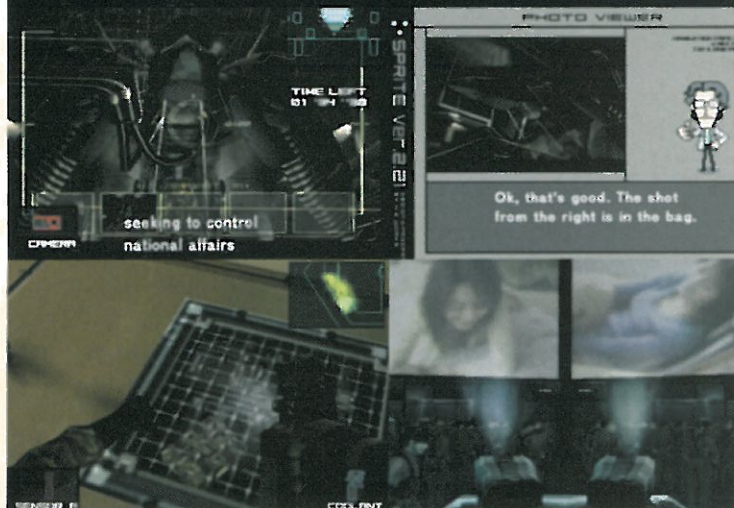 TIME LEFT
SPRITE VER.2.21
seeking to control
national affairs
CAMERA
PHOTO VIEWER
Ok, that's good. The shot
from the right is in the bag.
SENSOR A
COOLANT